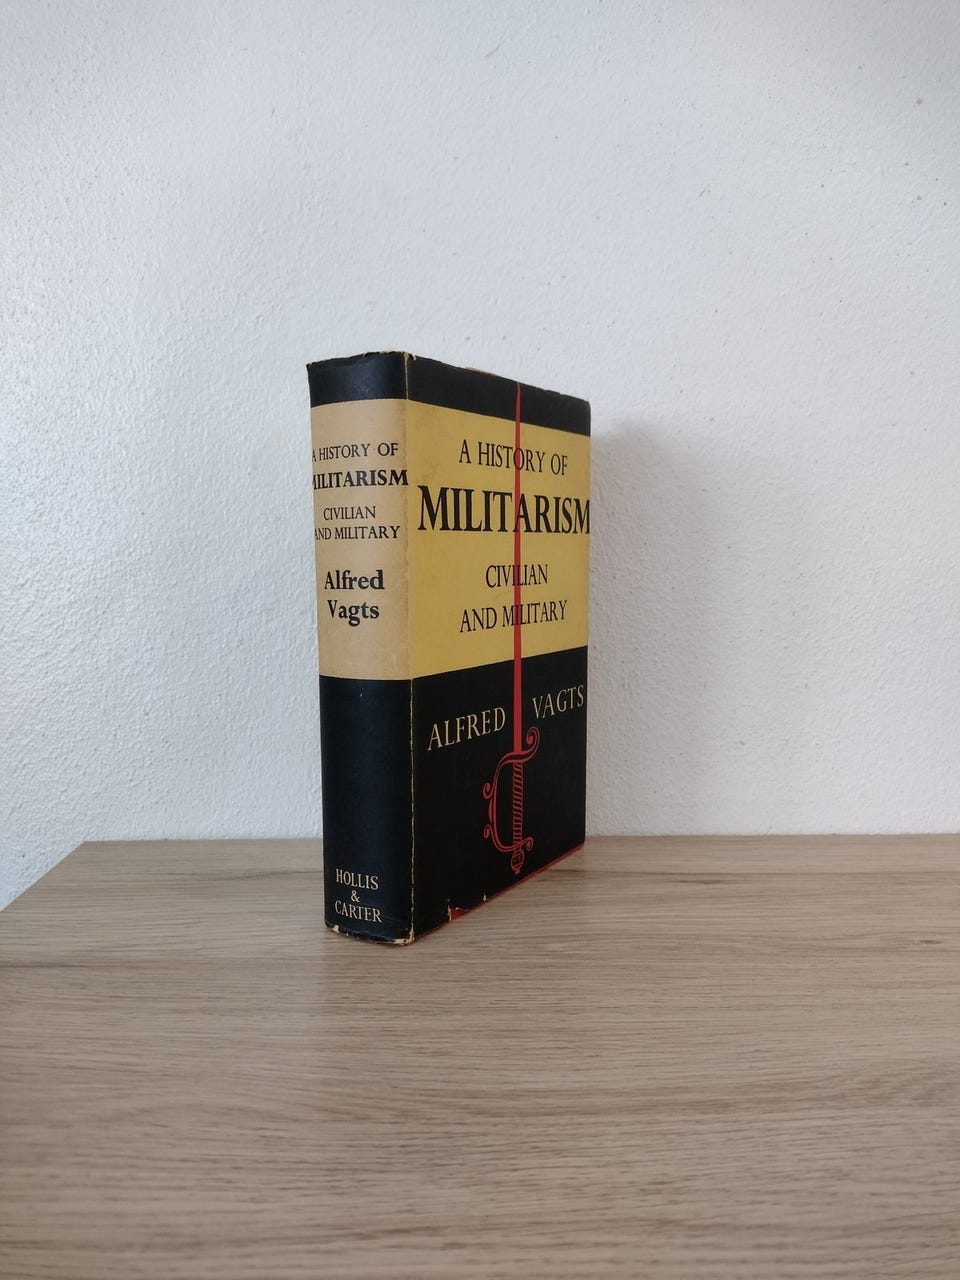 A HISTORY OF
MILITARISM
CIVILIAN
AND MILITARY
Alfred
Vagts
HOLLIS
&
CARTER
A HISTORY OF
MILITARISM
CIVILIAN
AND MILITARY
ALFRED VAGTS